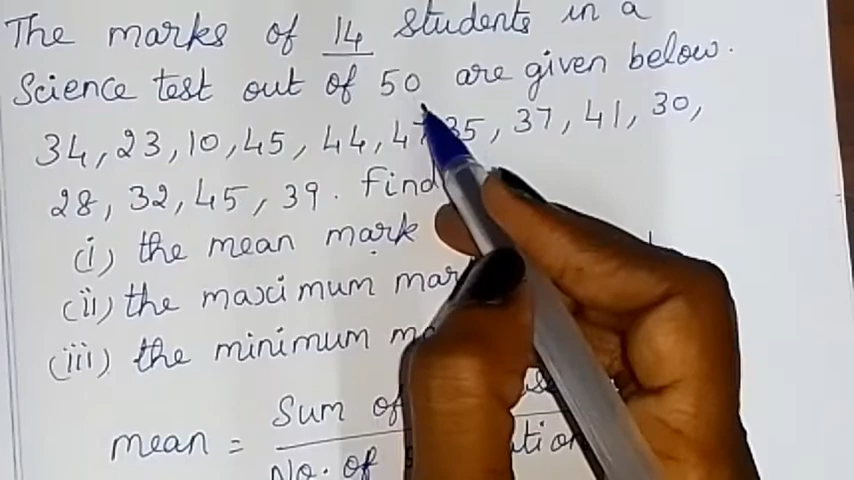 The marks of 14 students in a
Science test out of 50 are given below.
34, 23, 10, 45, 44, 47, 35, 37, 41, 30,
28, 32, 45, 39. Find
(i) the mean mark
(ii) the maximum mar
(iii) the minimum m
Sum of
mean =
No. of